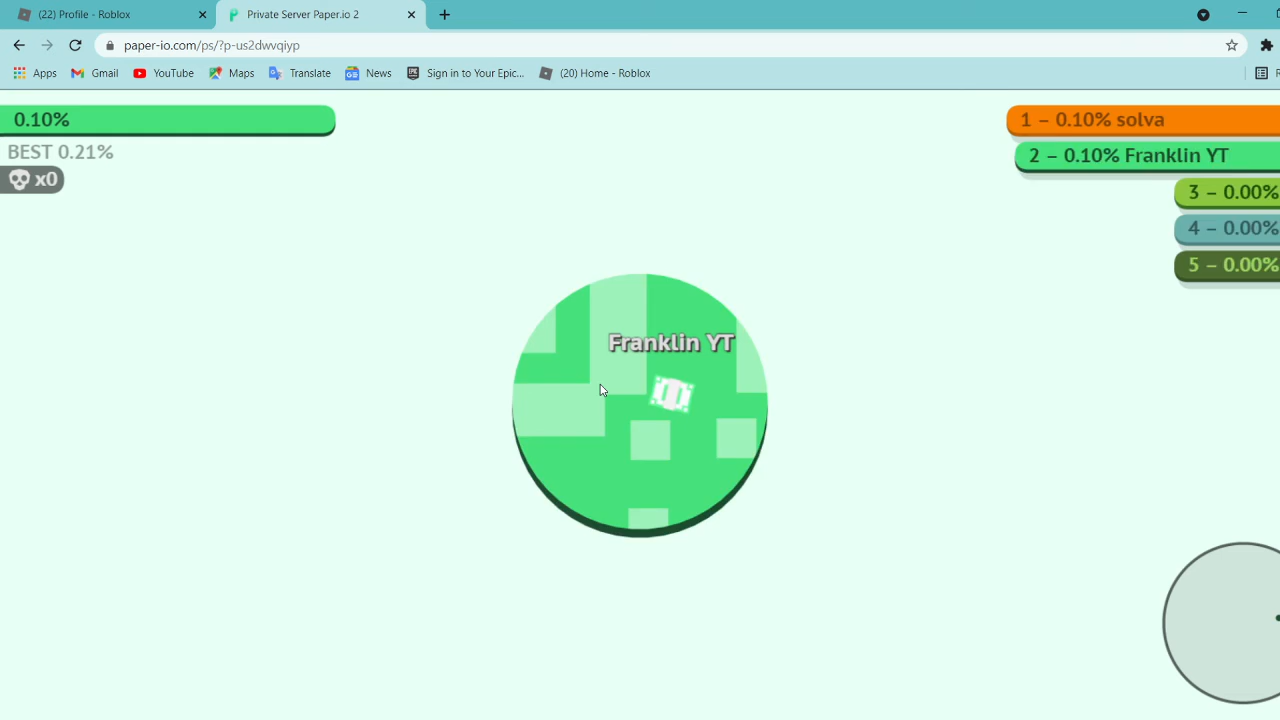 (22) Profile - Roblox
Private Server Paper.io 2
paper-io.com/ps/?p-us2dwvqiyp
Apps
Gmail
YouTube
Maps
Translate
News
Sign in to Your Epic...
(20) Home - Roblox
0.10%
BEST 0.21%
x0
1 – 0.10% solva
2 – 0.10% Franklin YT
3 – 0.00%
4 – 0.00%
5 – 0.00%
Franklin YT